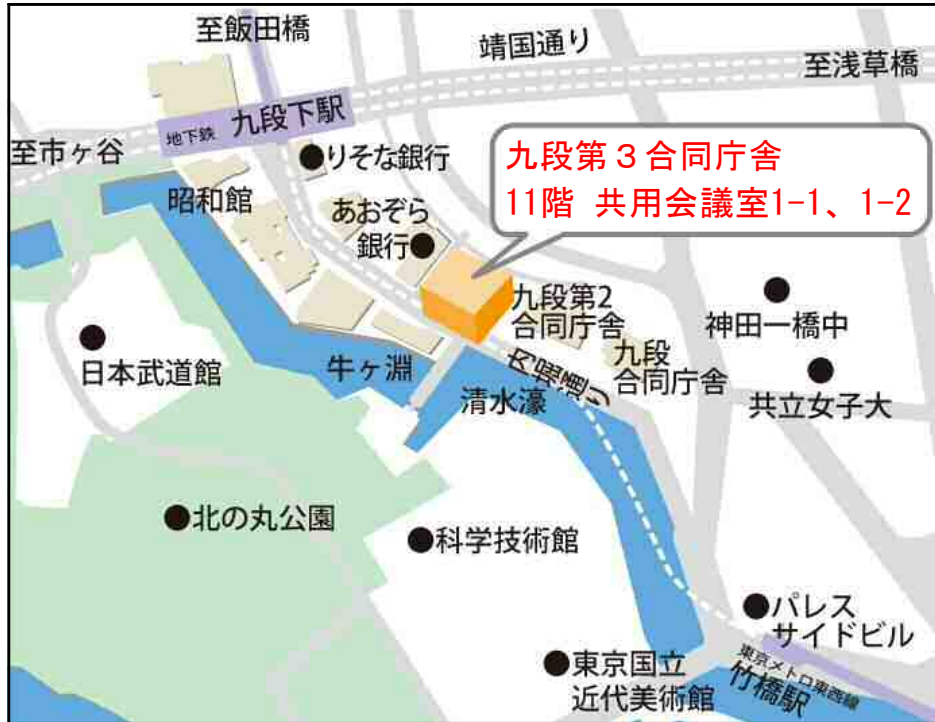 至飯田橋
靖国通り
至浅草橋
地下鉄 九段下駅
至市ヶ谷
りそな銀行
九段第３合同庁舎
11階 共用会議室1-1、1-2
昭和館
あおぞら
銀行
九段第2
合同庁舎
神田一橋中
九段
合同庁舎
日本武道館
牛ヶ淵
清水濠
内堀通り
共立女子大
北の丸公園
科学技術館
パレス
サイドビル
東京国立
近代美術館
東京メトロ東西線
竹橋駅